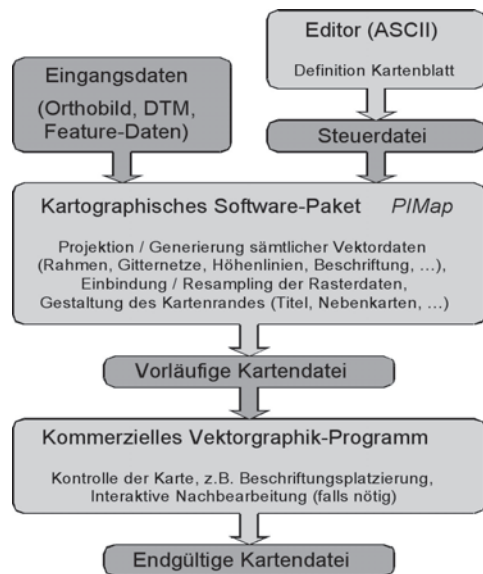 Editor (ASCII)
Definition Kartenblatt
Eingangsdaten
(Orthobild, DTM,
Feature-Daten)
Steuerdatei
Kartographisches Software-Paket PIMap
Projektion / Generierung sämtlicher Vektordaten
(Rahmen, Gitternetze, Höhenlinien, Beschriftung, ...),
Einbindung / Resampling der Rasterdaten,
Gestaltung des Kartenrandes (Titel, Nebenkarten, ...)
Vorläufige Kartendatei
Kommerzielles Vektorgraphik-Programm
Kontrolle der Karte, z.B. Beschriftungsplatzierung,
Interaktive Nachbearbeitung (falls nötig)
Endgültige Kartendatei